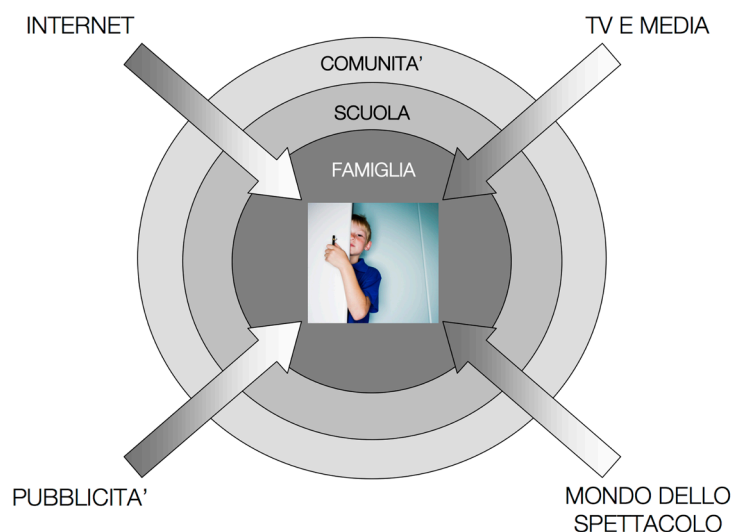 INTERNET
TV E MEDIA
COMUNITA'
SCUOLA
FAMIGLIA
PUBBLICITA'
MONDO DELLO
SPETTACOLO